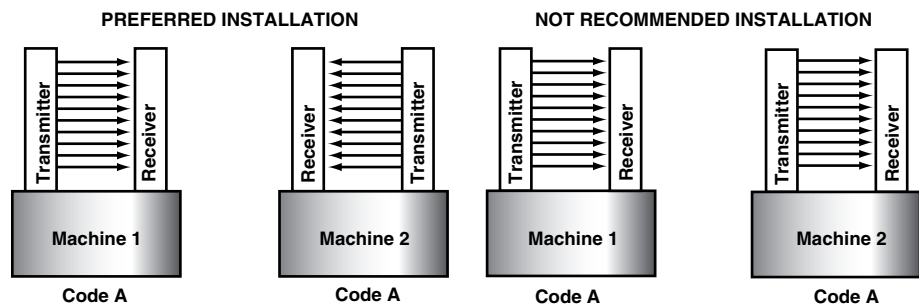 PREFERRED INSTALLATION
NOT RECOMMENDED INSTALLATION
Transmitter
Receiver
Receiver
Transmitter
Transmitter
Receiver
Transmitter
Receiver
Machine 1
Machine 2
Machine 1
Machine 2
Code A
Code A
Code A
Code A